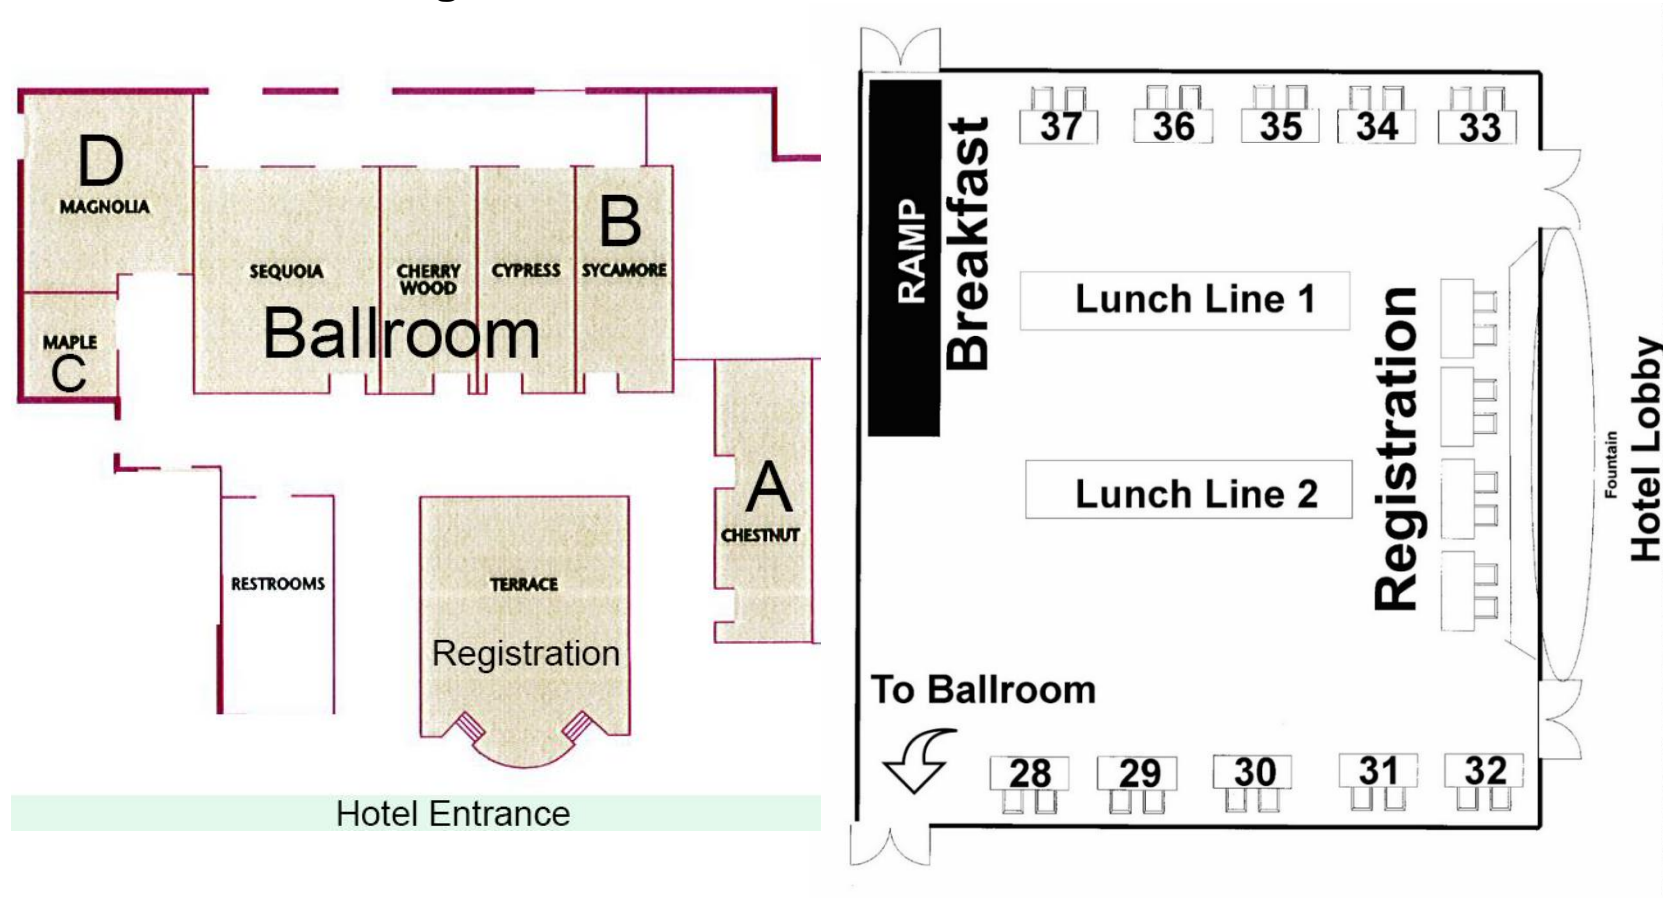 D
MAGNOLIA
MAPLE
C
SEQUOIA
CHERRY
WOOD
CYPRESS
B
SYCAMORE
Ballroom
A
CHESTNUT
RESTROOMS
TERRACE
Registration
Hotel Entrance
RAMP
Breakfast
37
36
35
34
33
Lunch Line 1
Lunch Line 2
Registration
Fountain
Hotel Lobby
To Ballroom
28
29
30
31
32